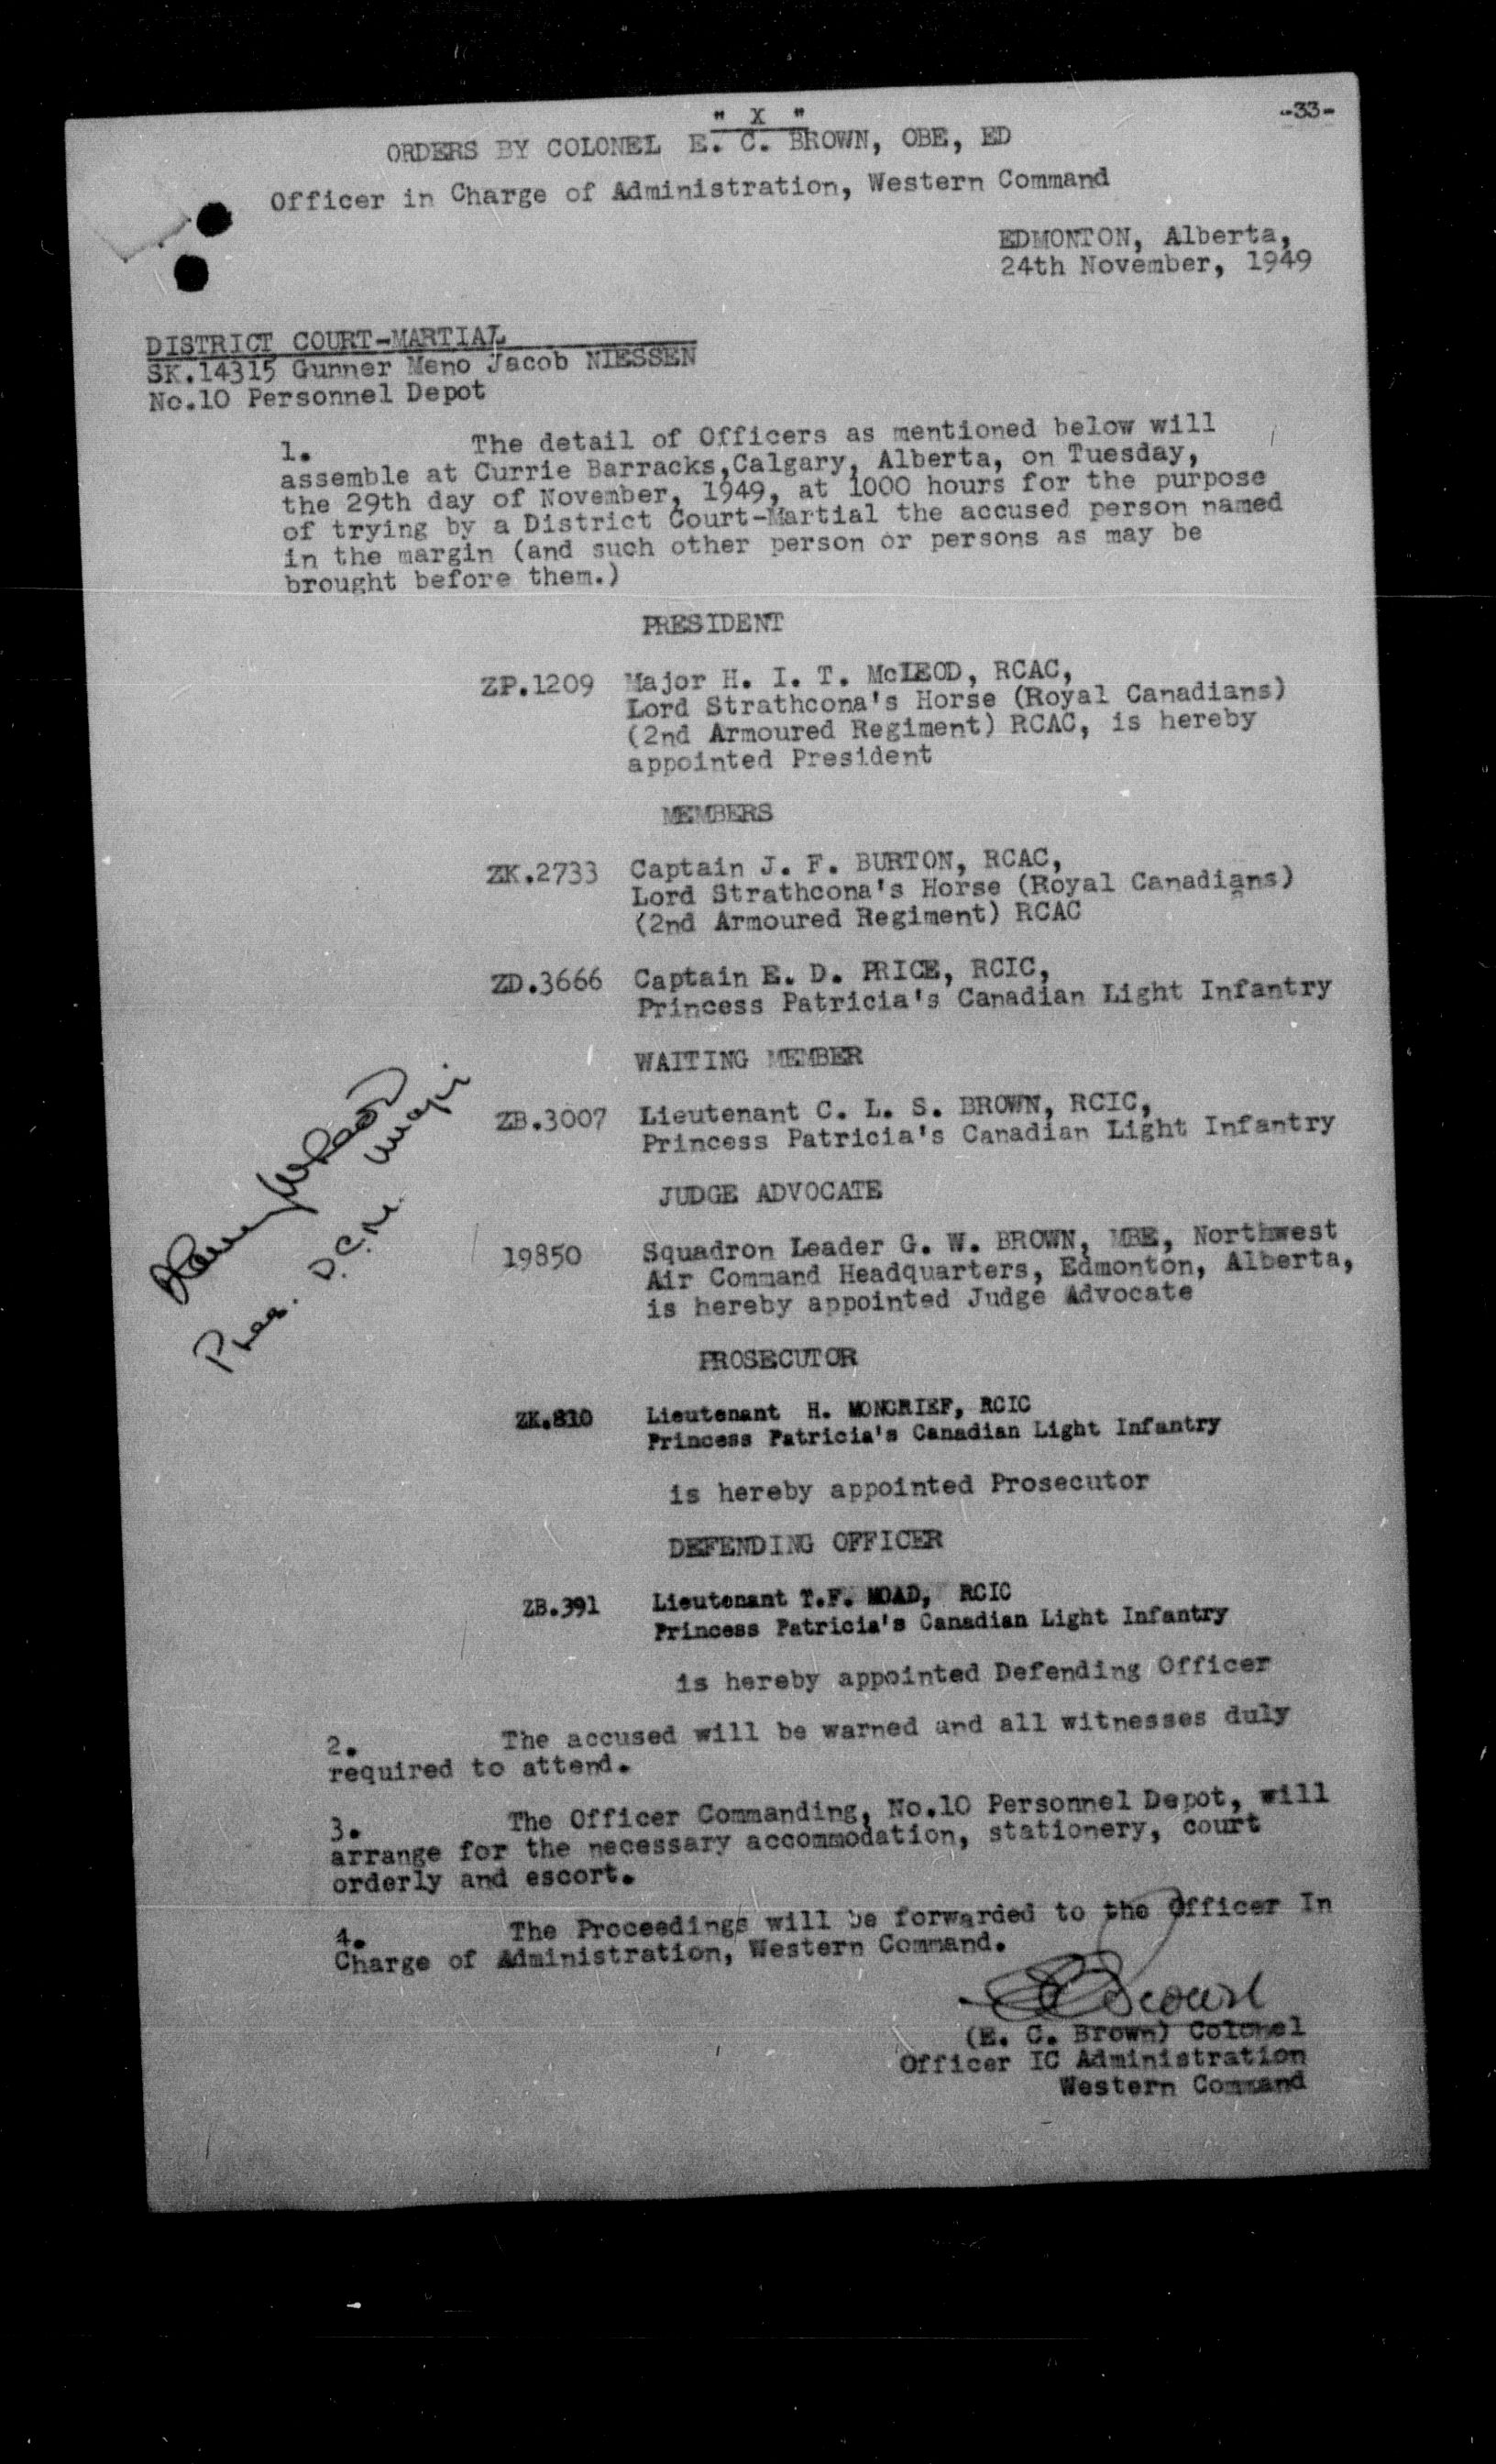 " X "
-33-
ORDERS BY COLONEL E. C. BROWN, OBE, ED
Officer in Charge of Administration, Western Command
EDMONTON, Alberta,
24th November, 1949
DISTRICT COURT-MARTIAL
SK.14315 Gunner Meno Jacob NIESSEN
No.10 Personnel Depot
1. The detail of Officers as mentioned below will
assemble at Currie Barracks,Calgary, Alberta, on Tuesday,
the 29th day of November, 1949, at 1000 hours for the purpose
of trying by a District Court-Martial the accused person named
in the margin (and such other person or persons as may be
brought before them.)
PRESIDENT
ZP.1209 Major H. I. T. McLEOD, RCAC,
Lord Strathcona's Horse (Royal Canadians)
(2nd Armoured Regiment) RCAC, is hereby
appointed President
MEMBERS
ZK.2733 Captain J. F. BURTON, RCAC,
Lord Strathcona's Horse (Royal Canadians)
(2nd Armoured Regiment) RCAC
ZD.3666 Captain E. D. PRICE, RCIC,
Princess Patricia's Canadian Light Infantry
WAITING MEMBER
ZB.3007 Lieutenant C. L. S. BROWN, RCIC,
Princess Patricia's Canadian Light Infantry
JUDGE ADVOCATE
19850 Squadron Leader G. W. BROWN, MBE, Northwest
Air Command Headquarters, Edmonton, Alberta,
is hereby appointed Judge Advocate
Major
Pres. D.C.M.
PROSECUTOR
ZK.810 Lieutenant H. MONCRIEF, RCIC
Princess Patricia's Canadian Light Infantry
is hereby appointed Prosecutor
DEFENDING OFFICER
ZB.391 Lieutenant T.F. MOAD, RCIC
Princess Patricia's Canadian Light Infantry
is hereby appointed Defending Officer
2. The accused will be warned and all witnesses duly
required to attend.
3. The Officer Commanding, No.10 Personnel Depot, will
arrange for the necessary accommodation, stationery, court
orderly and escort.
4. The Proceedings will be forwarded to the Officer In
Charge of Administration, Western Command.
E C Brown
(E. C. Brown) Colonel
Officer IC Administration
Western Command